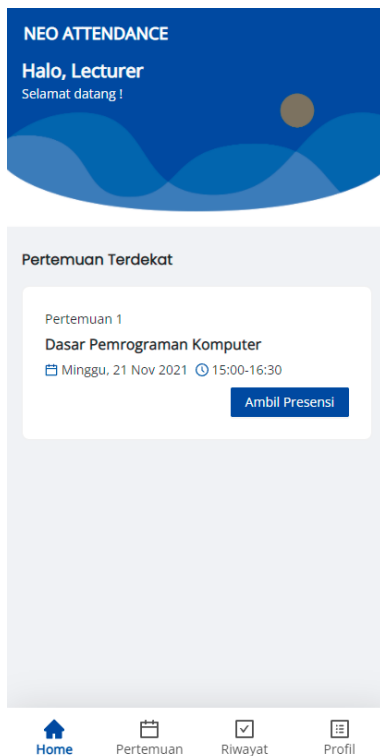 NEO ATTENDANCE
Halo, Lecturer
Selamat datang !
Pertemuan Terdekat
Pertemuan 1
Dasar Pemrograman Komputer
Minggu, 21 Nov 2021 15:00-16:30
Ambil Presensi
Home Pertemuan Riwayat Profil